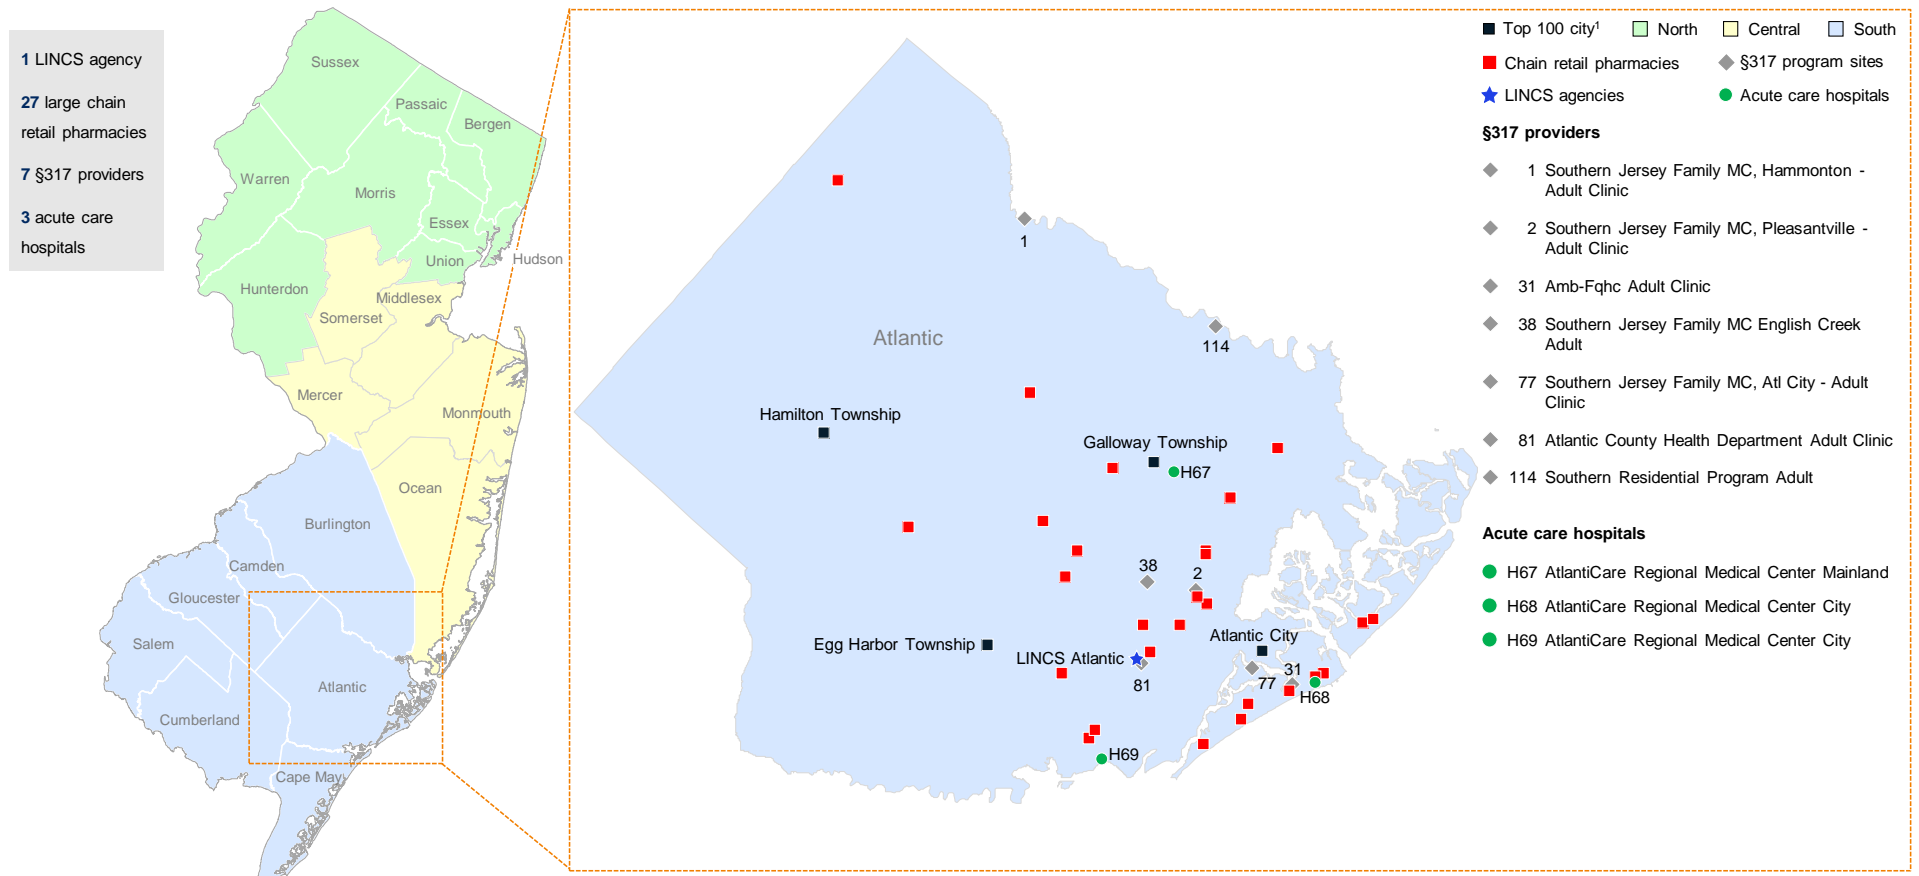 1 LINCS agency
27 large chain
retail pharmacies
7 §317 providers
3 acute care
hospitals
Sussex
Passaic
Bergen
Warren
Morris
Essex
Union
Hudson
Hunterdon
Middlesex
Somerset
Mercer
Monmouth
Ocean
Burlington
Camden
Gloucester
Salem
Atlantic
Cumberland
Cape May
1
114
Atlantic
Hamilton Township
Galloway Township
H67
38
2
Egg Harbor Township
Atlantic City
LINCS Atlantic
81
77
31
H68
H69
Top 100 city¹
North
Central
South
Chain retail pharmacies
§317 program sites
LINCS agencies
Acute care hospitals
§317 providers
1 Southern Jersey Family MC, Hammonton -
Adult Clinic
2 Southern Jersey Family MC, Pleasantville -
Adult Clinic
31 Amb-Fqhc Adult Clinic
38 Southern Jersey Family MC English Creek
Adult
77 Southern Jersey Family MC, Atl City - Adult
Clinic
81 Atlantic County Health Department Adult Clinic
114 Southern Residential Program Adult
Acute care hospitals
H67 AtlantiCare Regional Medical Center Mainland
H68 AtlantiCare Regional Medical Center City
H69 AtlantiCare Regional Medical Center City